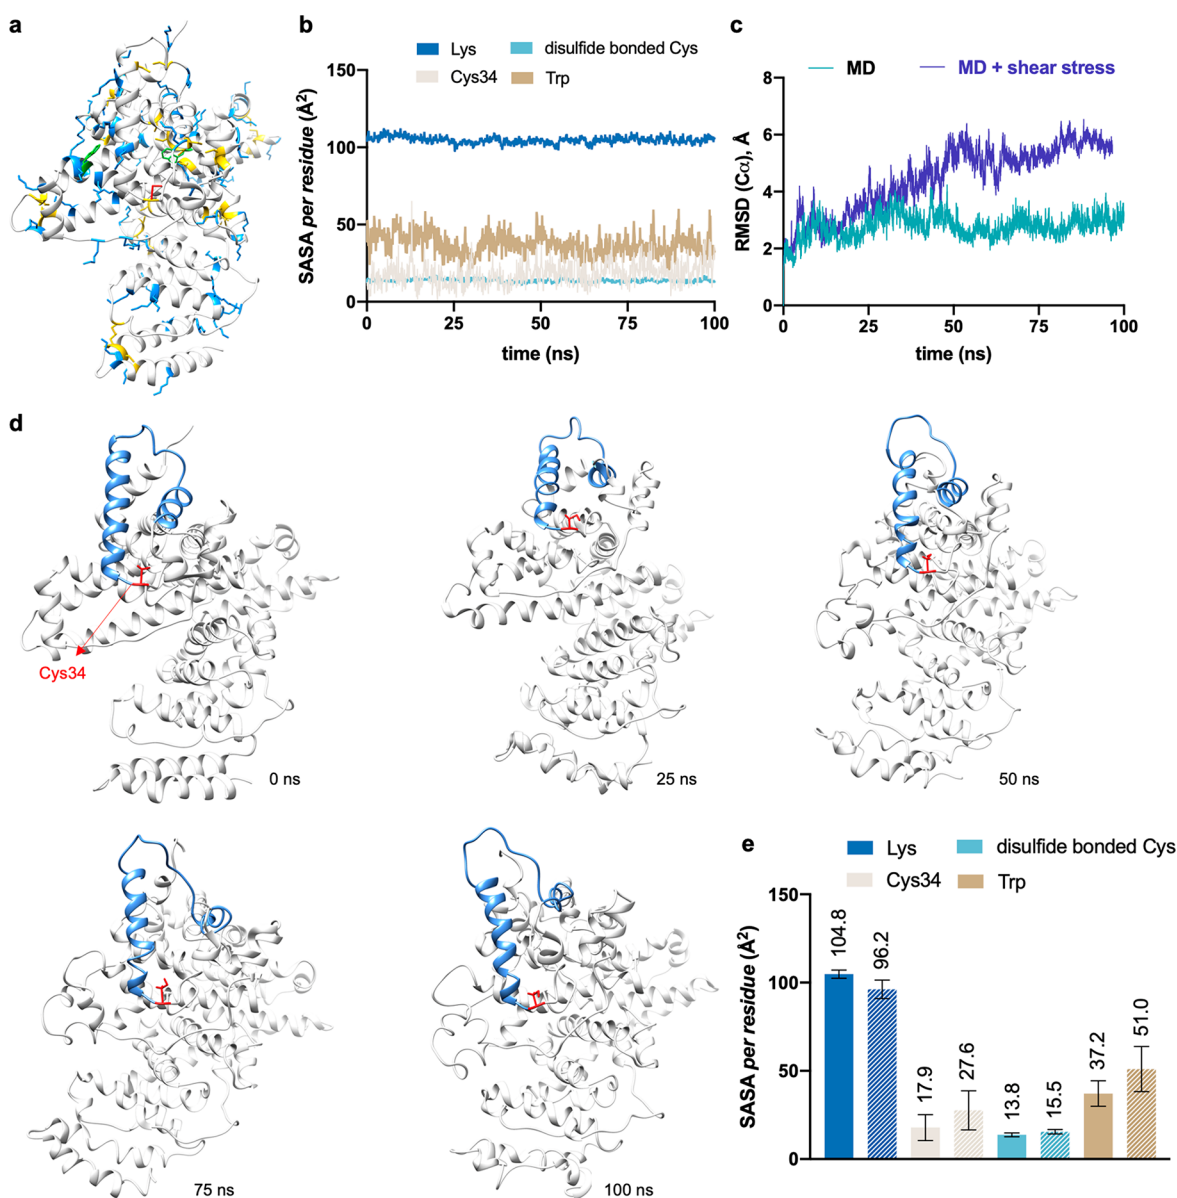 a
b
Lys
disulfide bonded Cys
Cys34
Trp
SASA per residue (Å²)
150
100
50
0
0
25
50
75
100
time (ns)
c
MD
MD + shear stress
RMSD (Cα), Å
8
6
4
2
0
0
25
50
75
100
time (ns)
d
Cys34
0 ns
25 ns
50 ns
75 ns
100 ns
e
Lys
disulfide bonded Cys
Cys34
Trp
SASA per residue (Å²)
150
100
50
0
104.8
96.2
17.9
27.6
13.8
15.5
37.2
51.0